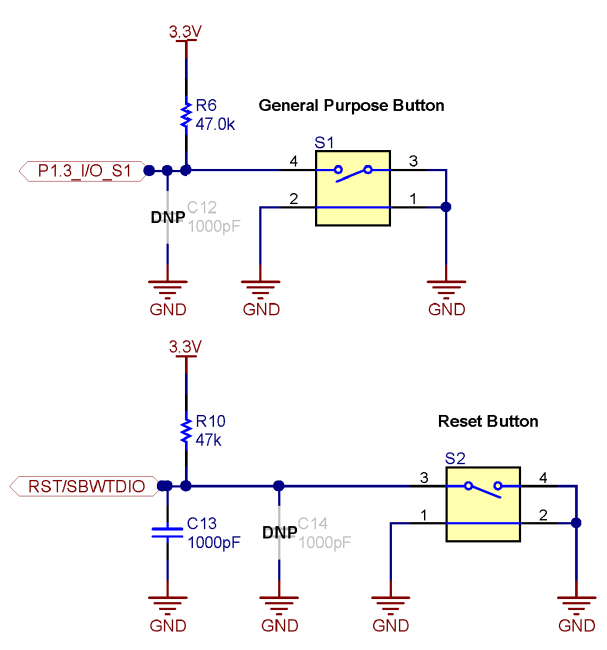 3.3V
R6
47.0k
General Purpose Button
S1
P1.3_I/O_S1
4
3
2
1
C12
DNP
1000pF
GND
GND
GND
3.3V
R10
47k
Reset Button
S2
RST/SBWTDIO
3
4
1
2
C13
1000pF
C14
DNP
1000pF
GND
GND
GND
GND